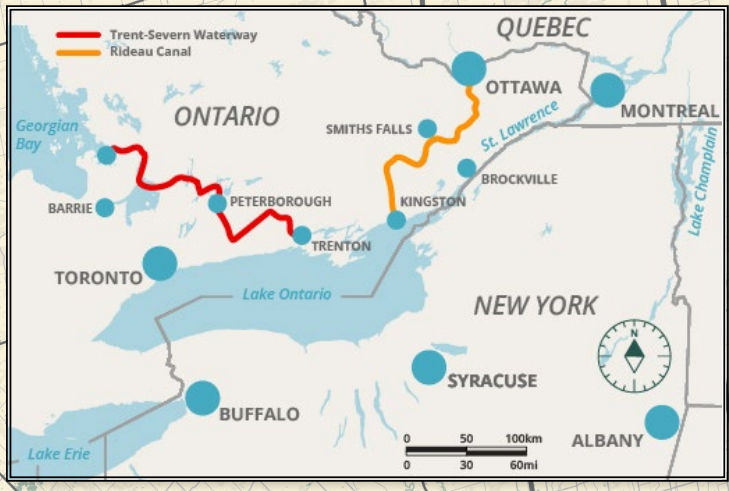 Trent-Severn Waterway
Rideau Canal
QUEBEC
OTTAWA
MONTREAL
ONTARIO
Georgian
Bay
SMITHS FALLS
St. Lawrence
Lake Champlain
BROCKVILLE
BARRIE
PETERBOROUGH
KINGSTON
TRENTON
TORONTO
Lake Ontario
NEW YORK
N
SYRACUSE
BUFFALO
ALBANY
Lake Erie
0 50 100km
0 30 60mi